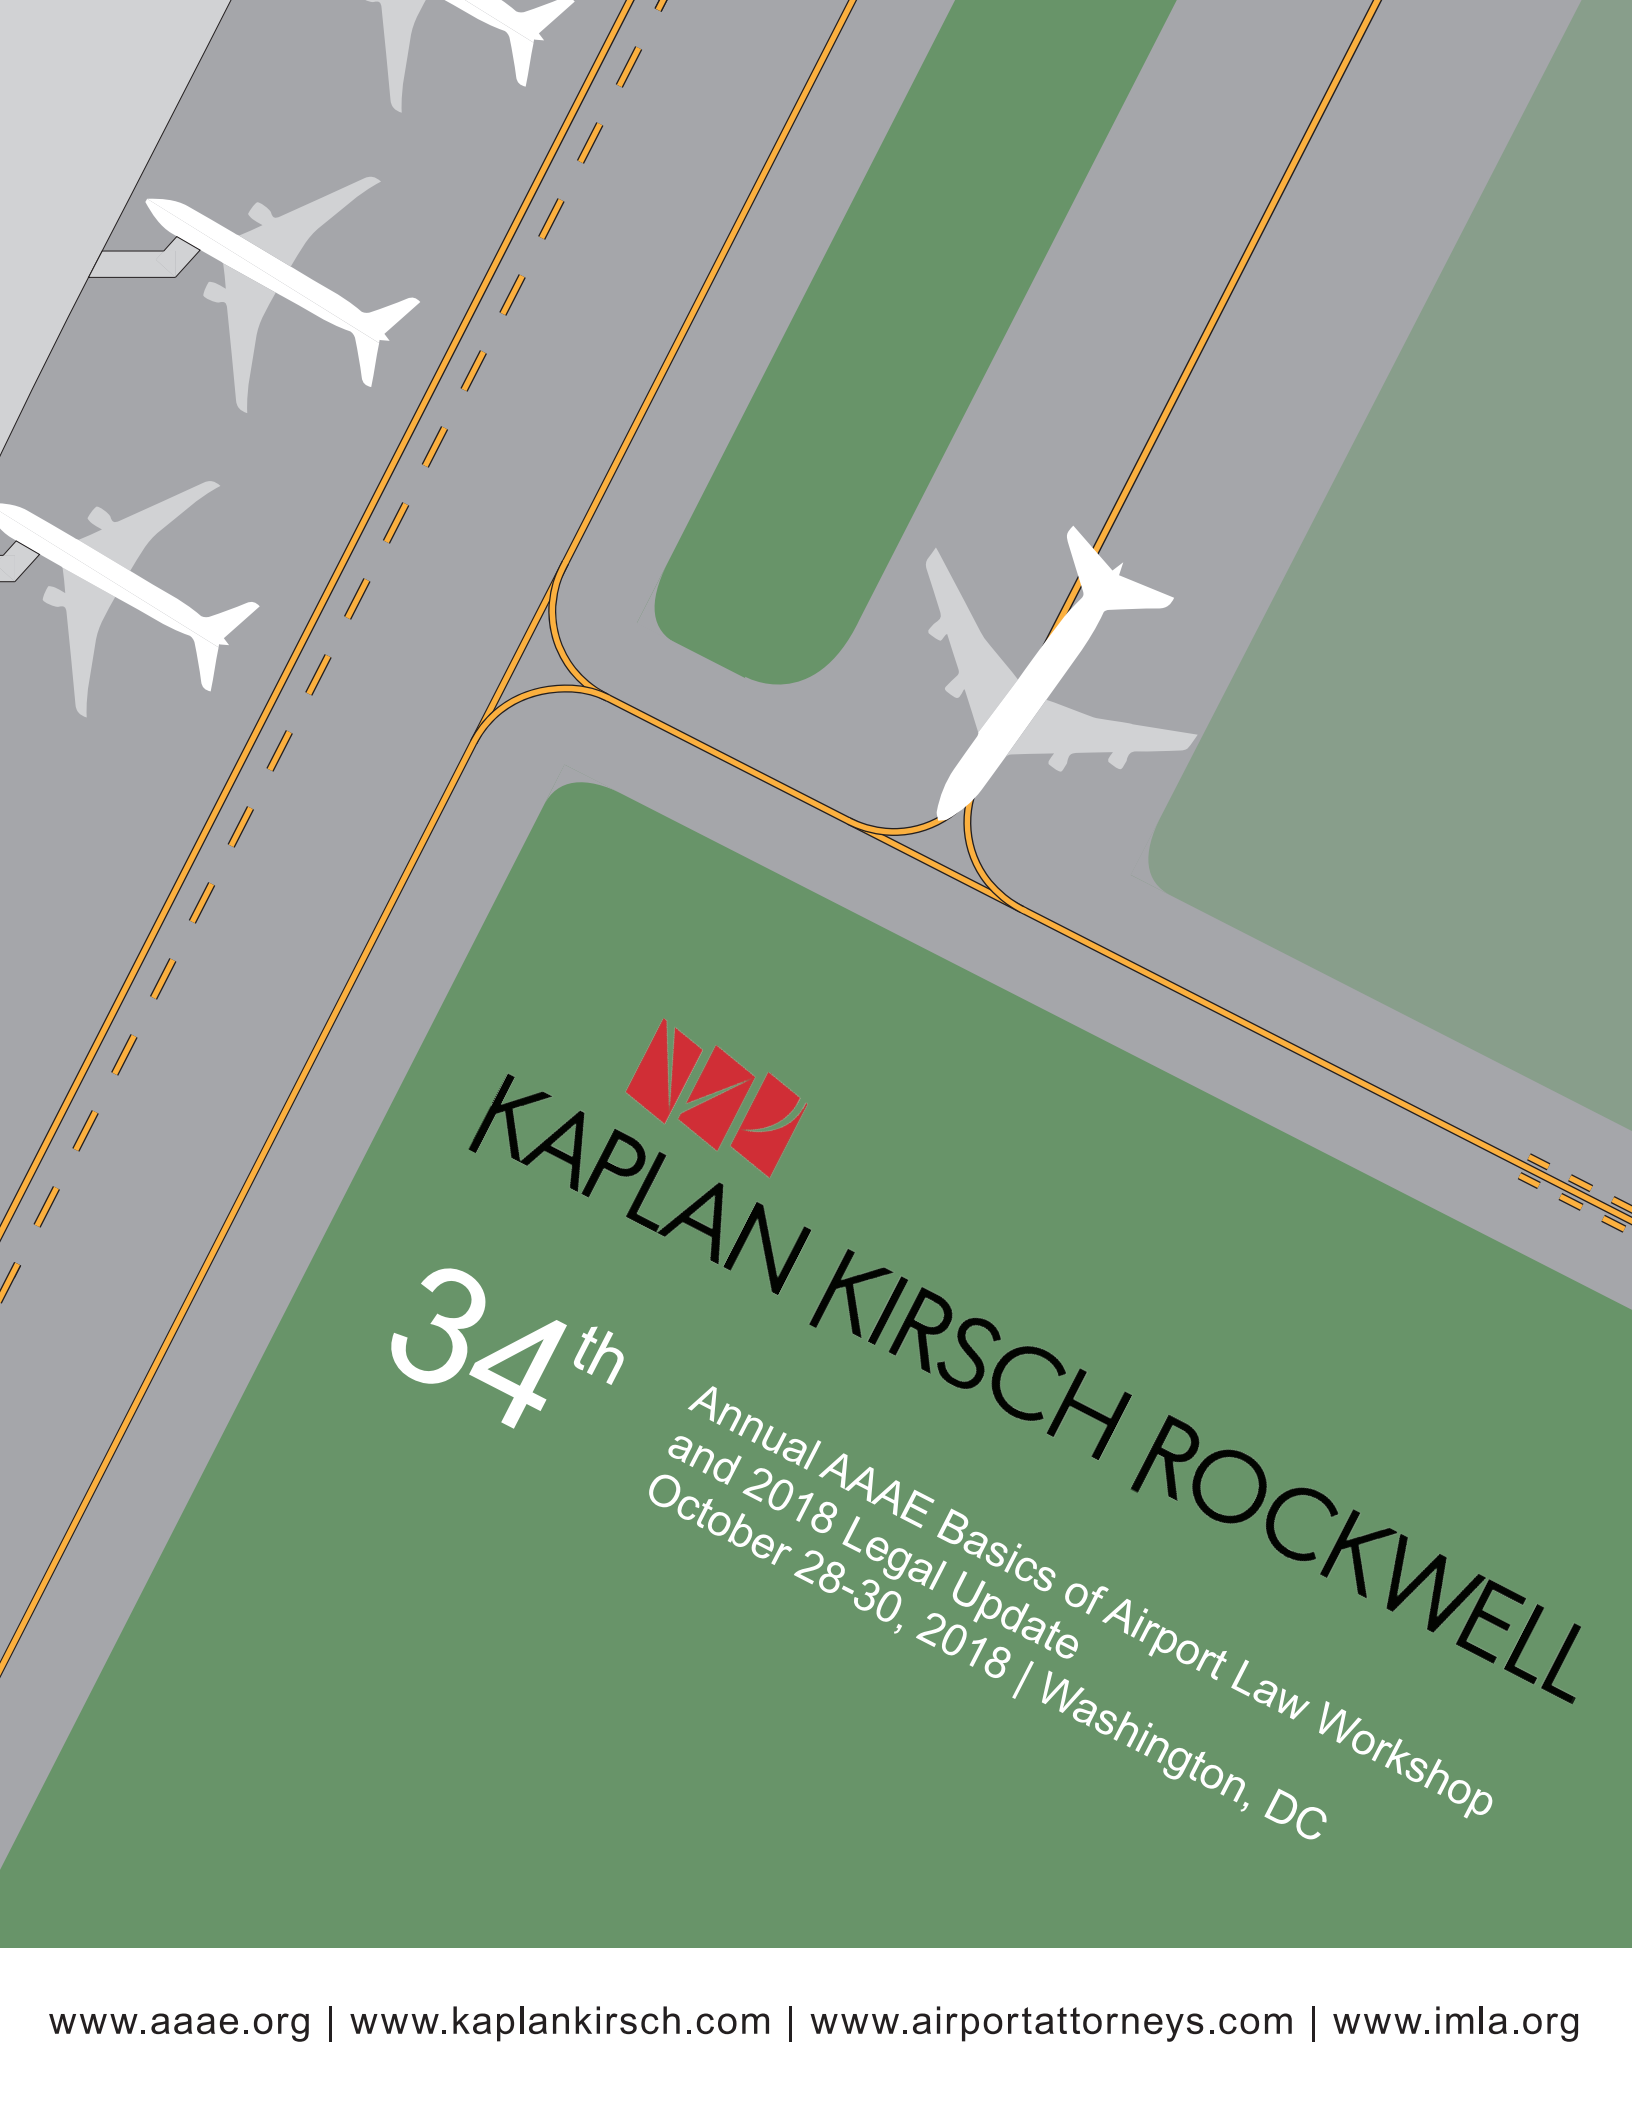 KAPLAN KIRSCH ROCKWELL
34th
Annual AAAE Basics of Airport Law Workshop
and 2018 Legal Update
October 28-30, 2018 | Washington, DC
www.aaae.org | www.kaplankirsch.com | www.airportattorneys.com | www.imla.org